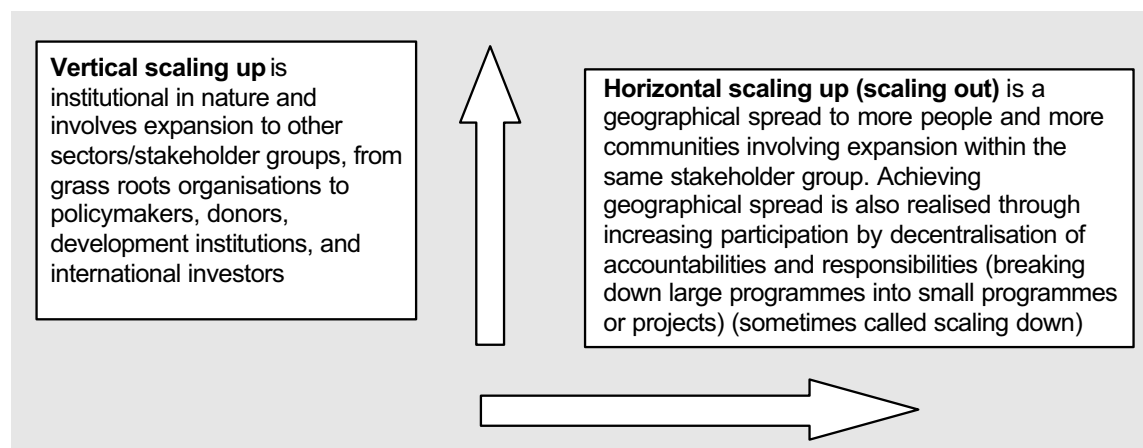 Vertical scaling up is
institutional in nature and
involves expansion to other
sectors/stakeholder groups, from
grass roots organisations to
policymakers, donors,
development institutions, and
international investors
Horizontal scaling up (scaling out) is a
geographical spread to more people and more
communities involving expansion within the
same stakeholder group. Achieving
geographical spread is also realised through
increasing participation by decentralisation of
accountabilities and responsibilities (breaking
down large programmes into small programmes
or projects) (sometimes called scaling down)